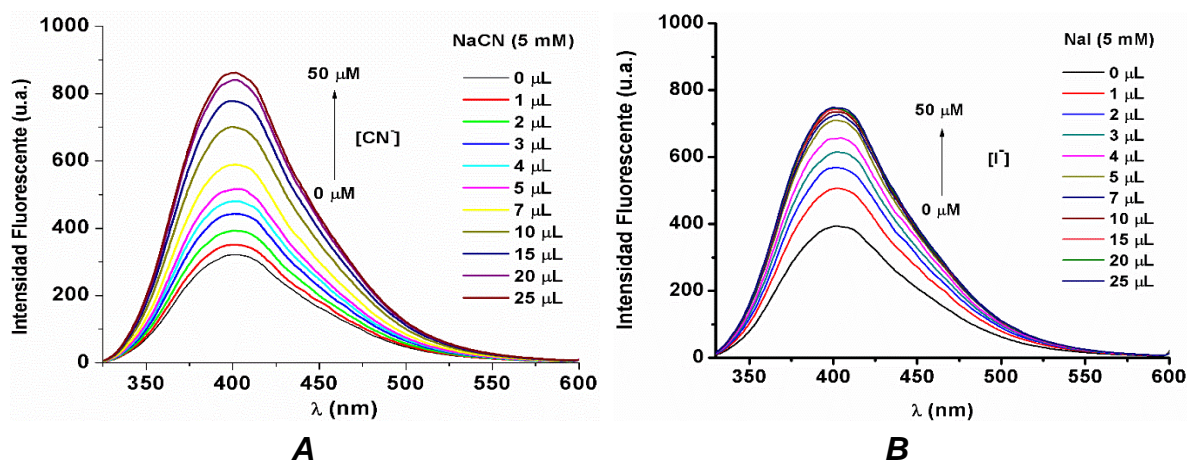 1000
800
600
400
200
0
Intensidad Fluorescente (u.a.)
350
400
450
500
550
600
λ (nm)
50 µM
[CN⁻]
0 µM
NaCN (5 mM)
0 µL
1 µL
2 µL
3 µL
4 µL
5 µL
7 µL
10 µL
15 µL
20 µL
25 µL
A
1000
800
600
400
200
0
Intensidad Fluorescente (u.a.)
350
400
450
500
550
600
λ (nm)
50 µM
[I⁻]
0 µM
NaI (5 mM)
0 µL
1 µL
2 µL
3 µL
4 µL
5 µL
7 µL
10 µL
15 µL
20 µL
25 µL
B